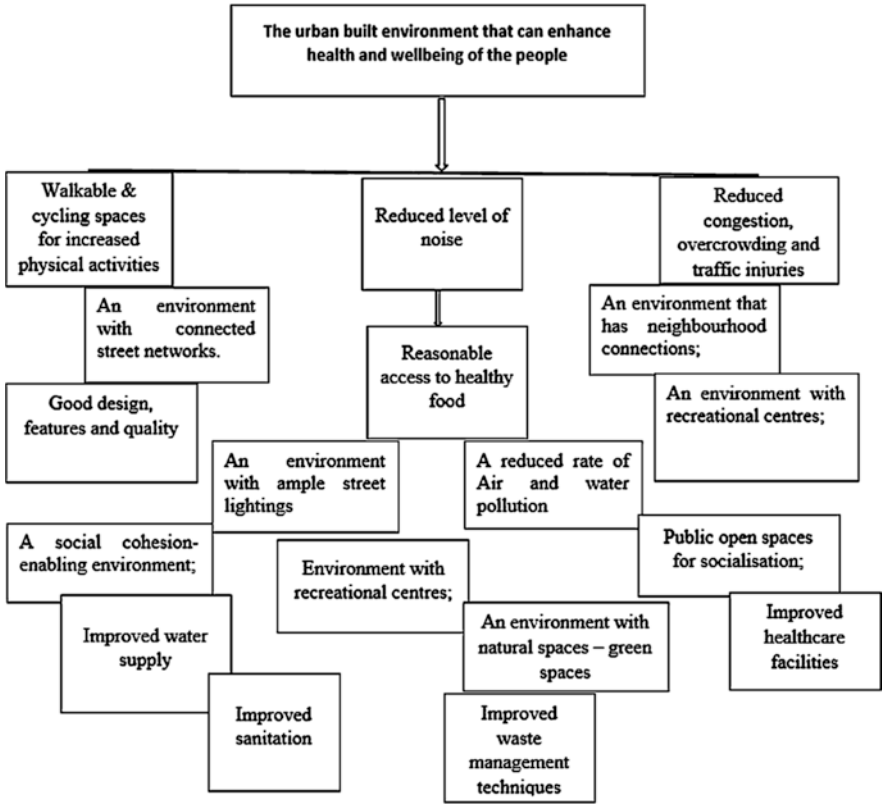 The urban built environment that can enhance
health and wellbeing of the people
Walkable &
cycling spaces
for increased
physical activities
Reduced level of
noise
Reduced
congestion,
overcrowding and
traffic injuries
An environment
with connected
street networks.
An environment that
has neighbourhood
connections;
Reasonable
access to healthy
food
Good design,
features and quality
An environment with
recreational centres;
An environment
with ample street
lightings
A reduced rate of
Air and water
pollution
A social cohesion-
enabling environment;
Public open spaces
for socialisation;
Environment with
recreational centres;
Improved water
supply
An environment with
natural spaces – green
spaces
Improved
healthcare
facilities
Improved
sanitation
Improved
waste
management
techniques